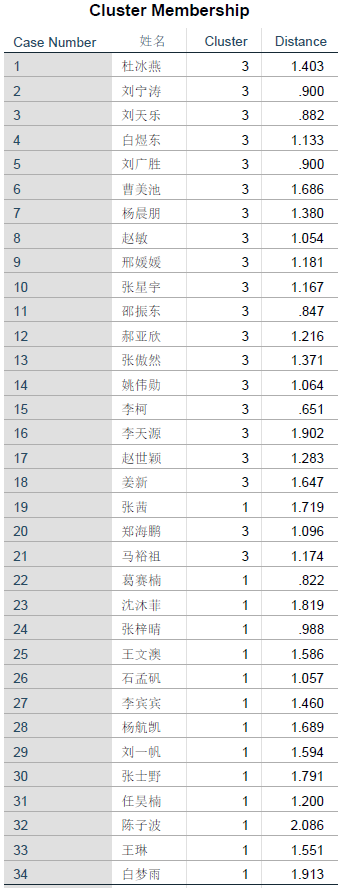 Cluster Membership
Case Number 姓名 Cluster Distance
1 杜冰燕 3 1.403
2 刘宁涛 3 .900
3 刘天乐 3 .882
4 白煜东 3 1.133
5 刘广胜 3 .900
6 曹美池 3 1.686
7 杨晨朋 3 1.380
8 赵敏 3 1.054
9 邢媛媛 3 1.181
10 张星宇 3 1.167
11 邵振东 3 .847
12 郝亚欣 3 1.216
13 张傲然 3 1.371
14 姚伟勋 3 1.064
15 李柯 3 .651
16 李天源 3 1.902
17 赵世颖 3 1.283
18 姜新 3 1.647
19 张茜 1 1.719
20 郑海鹏 3 1.096
21 马裕祖 3 1.174
22 葛赛楠 1 .822
23 沈沐菲 1 1.819
24 张梓晴 1 .988
25 王文澳 1 1.586
26 石孟矾 1 1.057
27 李宾宾 1 1.460
28 杨航凯 1 1.689
29 刘一帆 1 1.594
30 张士野 1 1.791
31 任昊楠 1 1.200
32 陈子波 1 2.086
33 王琳 1 1.551
34 白梦雨 1 1.913